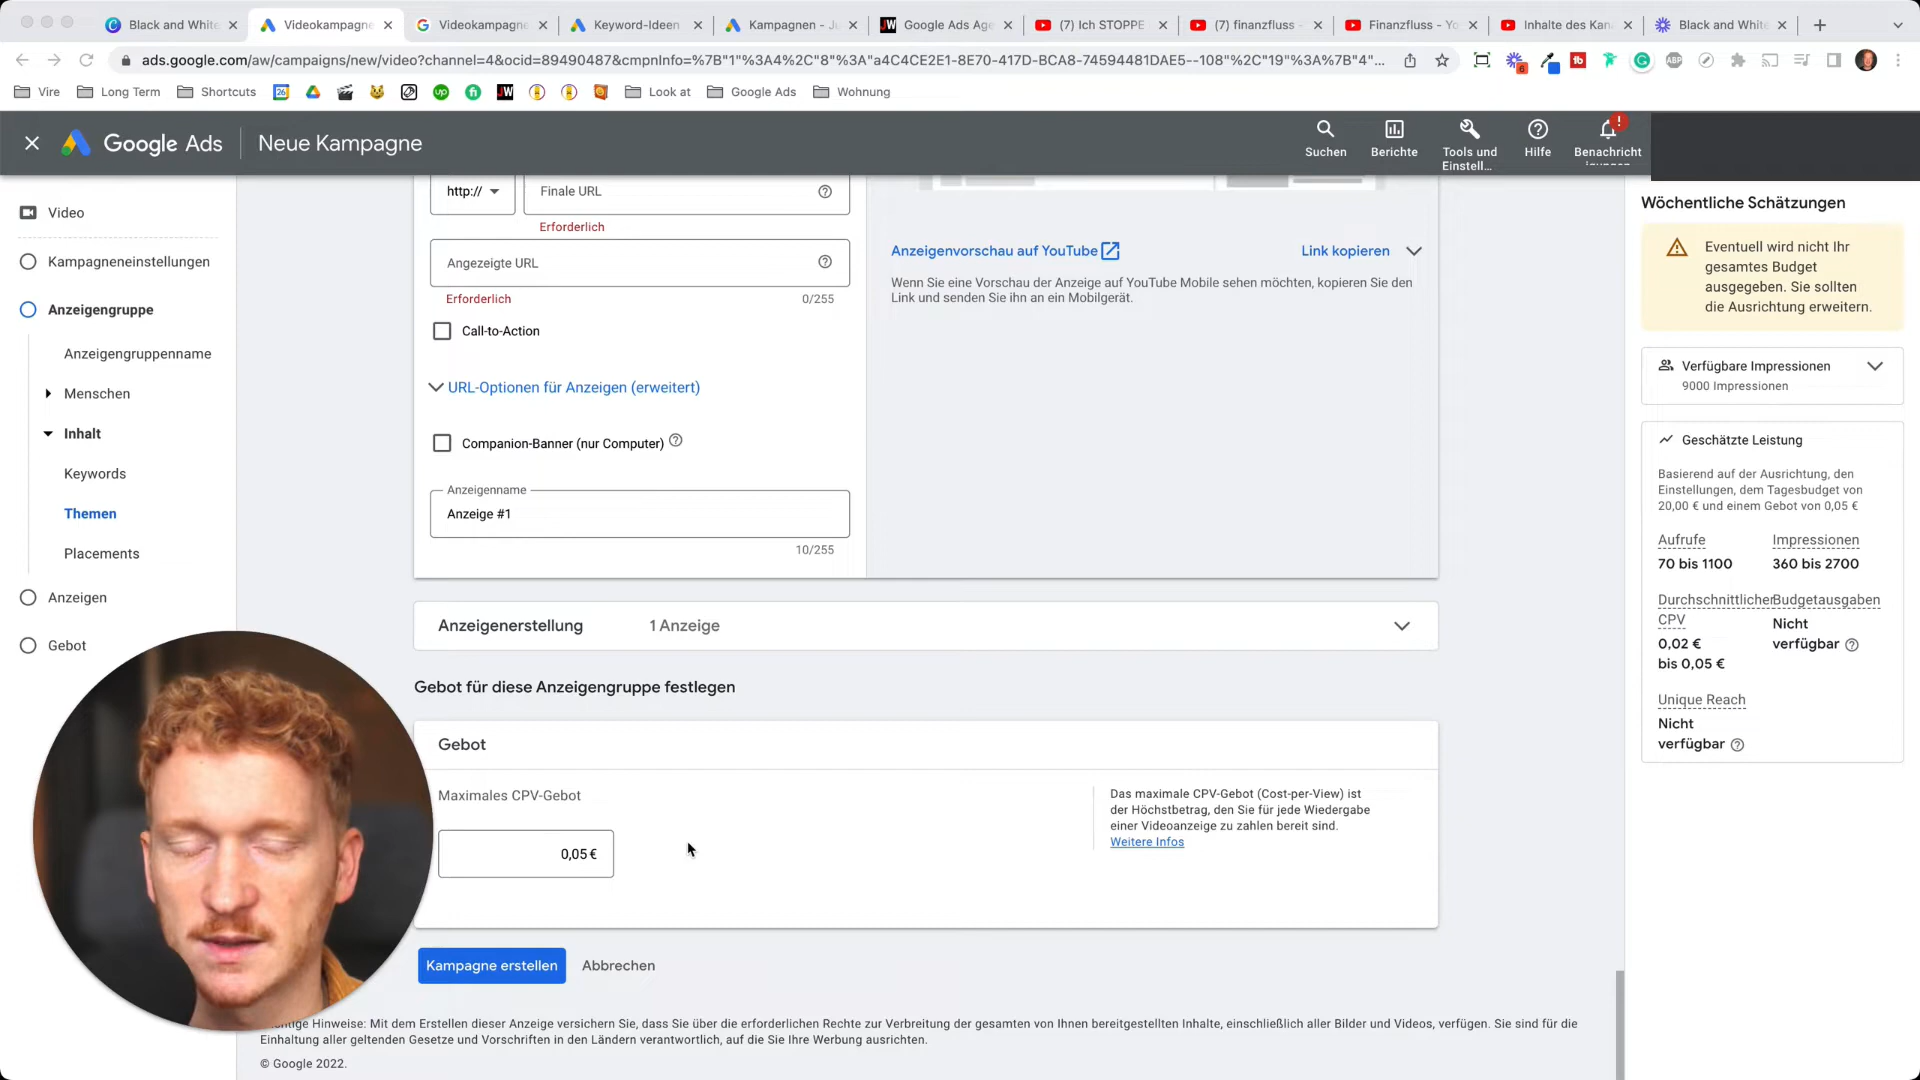 Black and White
Videokampagne
Videokampagne
Keyword-Ideen
Kampagnen - Ju
Google Ads Age
(7) Ich STOPPE
(7) finanzfluss -
Finanzfluss - Yo
Inhalte des Kan
Black and White
ads.google.com/aw/campaigns/new/video?channel=4&ocid=89490487&cmpnInfo=%7B"1"%3A4%2C"8"%3A"a4C4CE2E1-8E70-417D-BCA8-74594481DAE5--108"%2C"19"%3A%7B"4"...
Vire
Long Term
Shortcuts
Look at
Google Ads
Wohnung
Google Ads
Neue Kampagne
Suchen
Berichte
Tools und
Einstell...
Hilfe
Benachricht
Video
Kampagneneinstellungen
Anzeigengruppe
Anzeigengruppenname
Menschen
Inhalt
Keywords
Themen
Placements
Anzeigen
Gebot
http://
Finale URL
Erforderlich
Angezeigte URL
Erforderlich
0/255
Call-to-Action
URL-Optionen für Anzeigen (erweitert)
Companion-Banner (nur Computer)
Anzeigenname
Anzeige #1
10/255
Anzeigenvorschau auf YouTube
Link kopieren
Wenn Sie eine Vorschau der Anzeige auf YouTube Mobile sehen möchten, kopieren Sie den
Link und senden Sie ihn an ein Mobilgerät.
Anzeigenerstellung
1 Anzeige
Gebot für diese Anzeigengruppe festlegen
Gebot
Maximales CPV-Gebot
0,05 €
Das maximale CPV-Gebot (Cost-per-View) ist
der Höchstbetrag, den Sie für jede Wiedergabe
einer Videoanzeige zu zahlen bereit sind.
Weitere Infos
Kampagne erstellen
Abbrechen
Hinweise: Mit dem Erstellen dieser Anzeige versichern Sie, dass Sie über die erforderlichen Rechte zur Verbreitung der gesamten von Ihnen bereitgestellten Inhalte, einschließlich aller Bilder und Videos, verfügen. Sie sind für die
Einhaltung aller geltenden Gesetze und Vorschriften in den Ländern verantwortlich, auf die Sie Ihre Werbung ausrichten.
© Google 2022.
Wöchentliche Schätzungen
Eventuell wird nicht Ihr
gesamtes Budget
ausgegeben. Sie sollten
die Ausrichtung erweitern.
Verfügbare Impressionen
9000 Impressionen
Geschätzte Leistung
Basierend auf der Ausrichtung, den
Einstellungen, dem Tagesbudget von
20,00 € und einem Gebot von 0,05 €
Aufrufe
70 bis 1100
Impressionen
360 bis 2700
Durchschnittlicher
CPV
0,02 €
bis 0,05 €
Budgetausgaben
Nicht
verfügbar
Unique Reach
Nicht
verfügbar